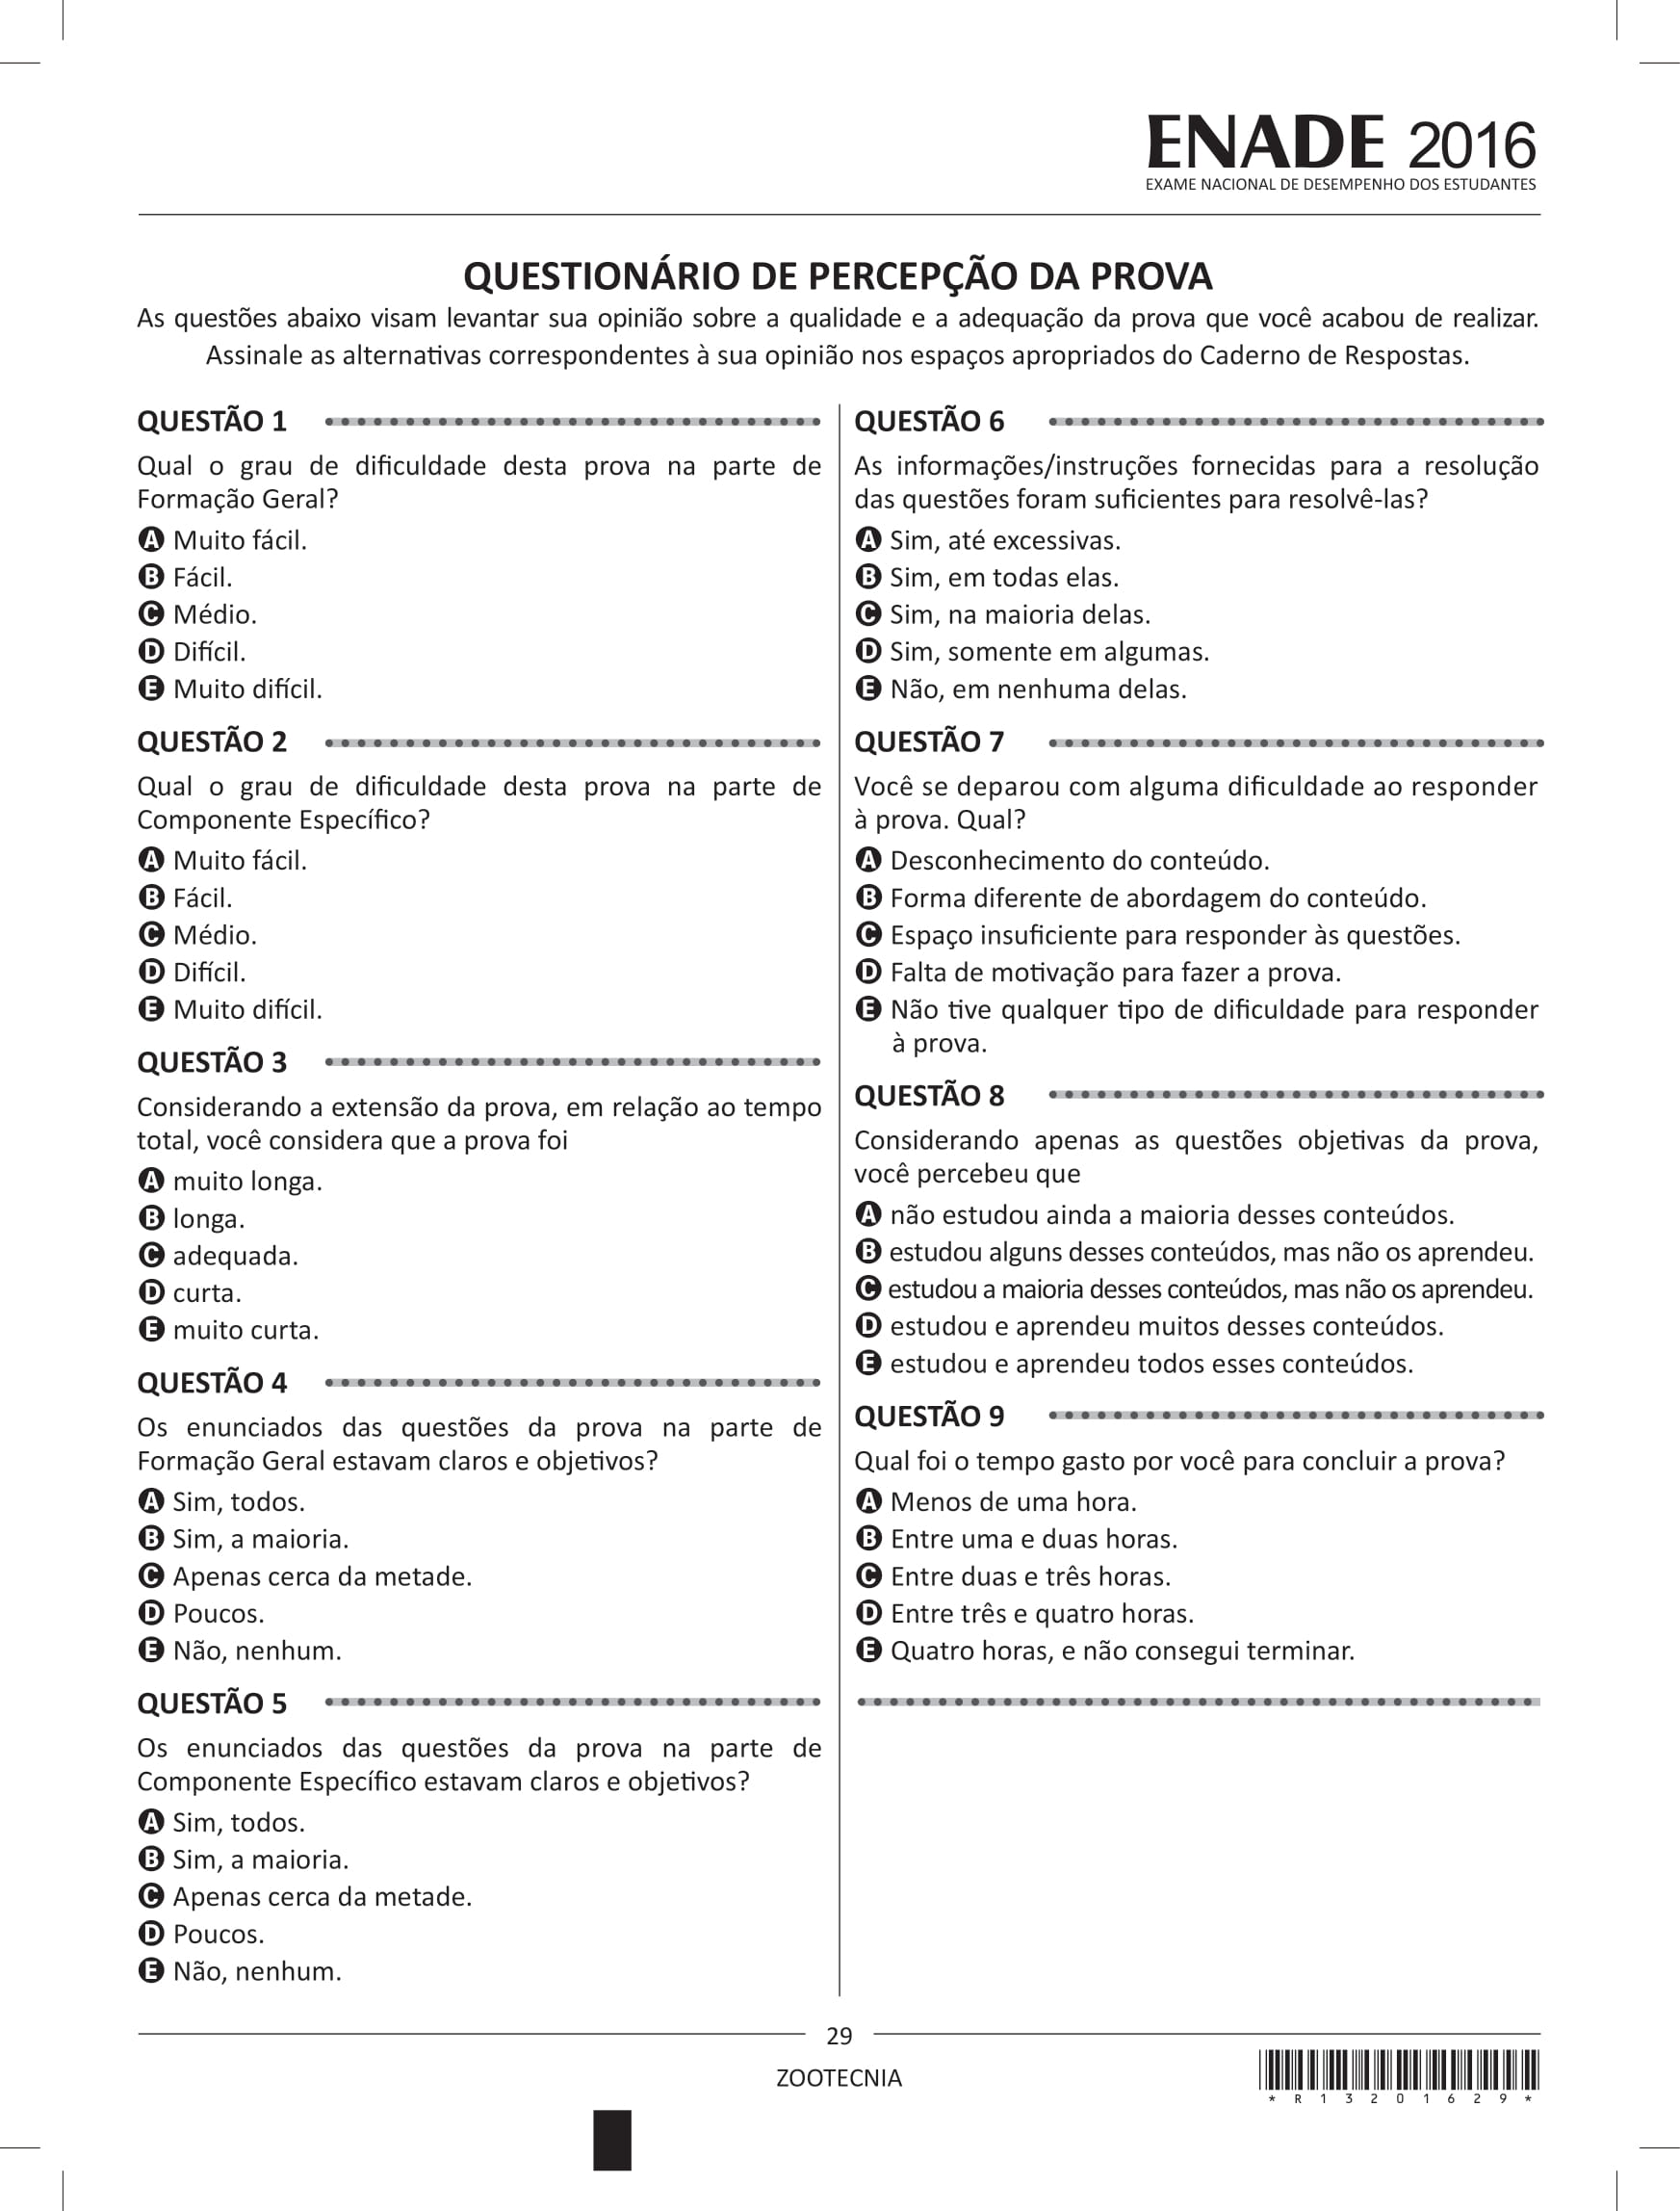 ENADE 2016
EXAME NACIONAL DE DESEMPENHO DOS ESTUDANTES
QUESTIONÁRIO DE PERCEPÇÃO DA PROVA
As questões abaixo visam levantar sua opinião sobre a qualidade e a adequação da prova que você acabou de realizar.
Assinale as alternativas correspondentes à sua opinião nos espaços apropriados do Caderno de Respostas.
QUESTÃO 1
Qual o grau de dificuldade desta prova na parte de
Formação Geral?
A Muito fácil.
B Fácil.
C Médio.
D Difícil.
E Muito difícil.
QUESTÃO 2
Qual o grau de dificuldade desta prova na parte de
Componente Específico?
A Muito fácil.
B Fácil.
C Médio.
D Difícil.
E Muito difícil.
QUESTÃO 3
Considerando a extensão da prova, em relação ao tempo
total, você considera que a prova foi
A muito longa.
B longa.
C adequada.
D curta.
E muito curta.
QUESTÃO 4
Os enunciados das questões da prova na parte de
Formação Geral estavam claros e objetivos?
A Sim, todos.
B Sim, a maioria.
C Apenas cerca da metade.
D Poucos.
E Não, nenhum.
QUESTÃO 5
Os enunciados das questões da prova na parte de
Componente Específico estavam claros e objetivos?
A Sim, todos.
B Sim, a maioria.
C Apenas cerca da metade.
D Poucos.
E Não, nenhum.
QUESTÃO 6
As informações/instruções fornecidas para a resolução
das questões foram suficientes para resolvê-las?
A Sim, até excessivas.
B Sim, em todas elas.
C Sim, na maioria delas.
D Sim, somente em algumas.
E Não, em nenhuma delas.
QUESTÃO 7
Você se deparou com alguma dificuldade ao responder
à prova. Qual?
A Desconhecimento do conteúdo.
B Forma diferente de abordagem do conteúdo.
C Espaço insuficiente para responder às questões.
D Falta de motivação para fazer a prova.
E Não tive qualquer tipo de dificuldade para responder
à prova.
QUESTÃO 8
Considerando apenas as questões objetivas da prova,
você percebeu que
A não estudou ainda a maioria desses conteúdos.
B estudou alguns desses conteúdos, mas não os aprendeu.
C estudou a maioria desses conteúdos, mas não os aprendeu.
D estudou e aprendeu muitos desses conteúdos.
E estudou e aprendeu todos esses conteúdos.
QUESTÃO 9
Qual foi o tempo gasto por você para concluir a prova?
A Menos de uma hora.
B Entre uma e duas horas.
C Entre duas e três horas.
D Entre três e quatro horas.
E Quatro horas, e não consegui terminar.
29
ZOOTECNIA
* R 1 3 2 0 1 6 2 9 *